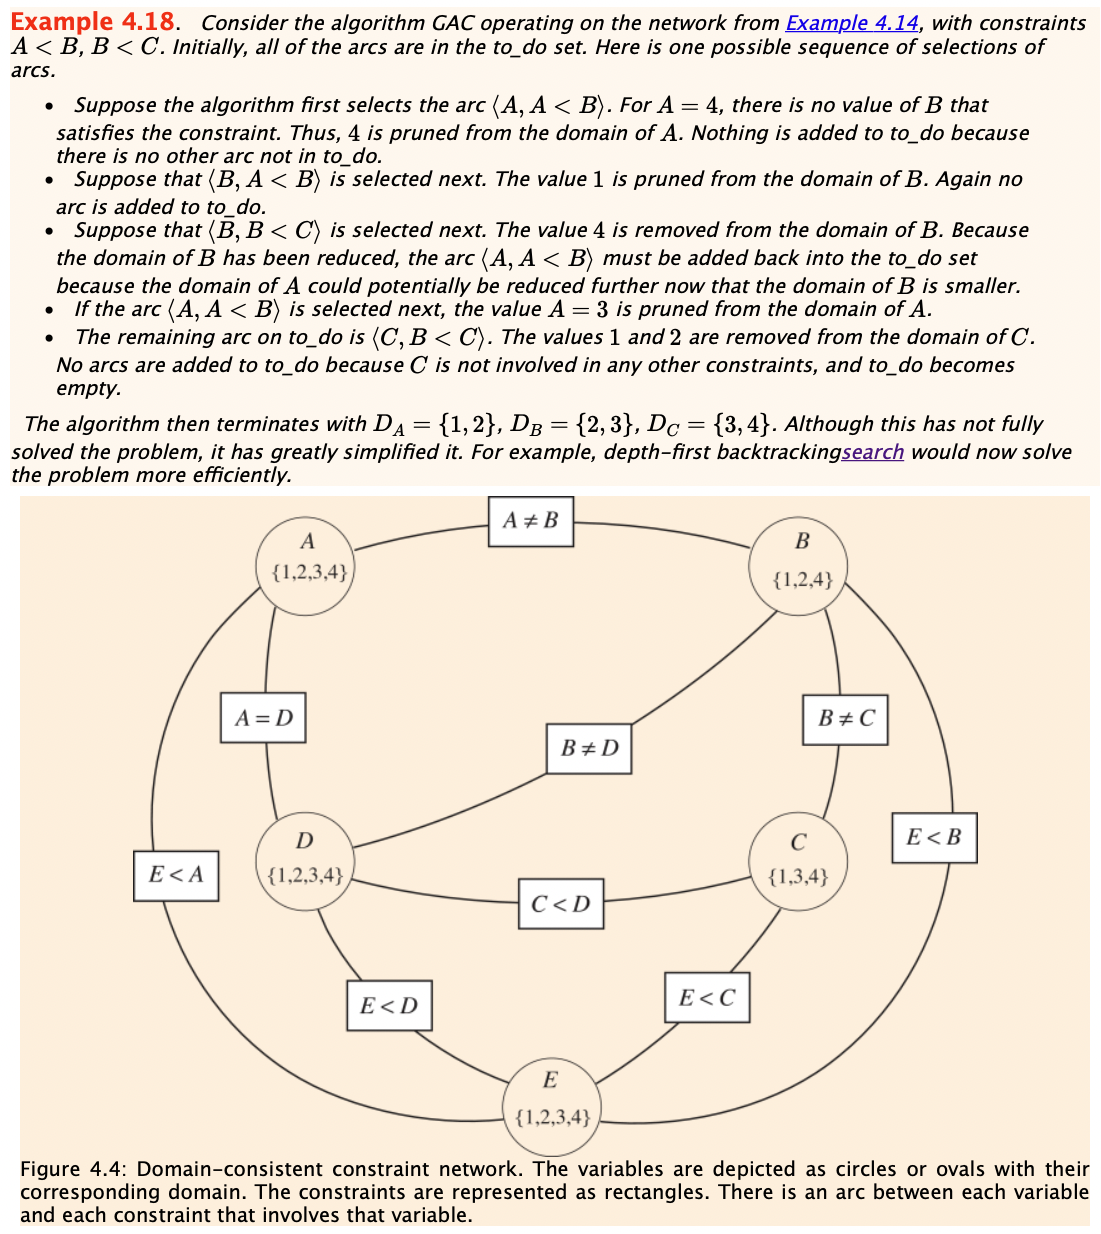 Example 4.18. Consider the algorithm GAC operating on the network from Example 4.14, with constraints
A < B, B < C. Initially, all of the arcs are in the to_do set. Here is one possible sequence of selections of
arcs.
• Suppose the algorithm first selects the arc ⟨A, A < B⟩. For A = 4, there is no value of B that
satisfies the constraint. Thus, 4 is pruned from the domain of A. Nothing is added to to_do because
there is no other arc not in to_do.
• Suppose that ⟨B, A < B⟩ is selected next. The value 1 is pruned from the domain of B. Again no
arc is added to to_do.
• Suppose that ⟨B, B < C⟩ is selected next. The value 4 is removed from the domain of B. Because
the domain of B has been reduced, the arc ⟨A, A < B⟩ must be added back into the to_do set
because the domain of A could potentially be reduced further now that the domain of B is smaller.
• If the arc ⟨A, A < B⟩ is selected next, the value A = 3 is pruned from the domain of A.
• The remaining arc on to_do is ⟨C, B < C⟩. The values 1 and 2 are removed from the domain of C.
No arcs are added to to_do because C is not involved in any other constraints, and to_do becomes
empty.
The algorithm then terminates with D_A = {1, 2}, D_B = {2, 3}, D_C = {3, 4}. Although this has not fully
solved the problem, it has greatly simplified it. For example, depth-first backtrackingsearch would now solve
the problem more efficiently.
A ≠ B
A
{1,2,3,4}
B
{1,2,4}
A = D
B ≠ D
B ≠ C
D
{1,2,3,4}
C
{1,3,4}
E < B
E < A
C < D
E < D
E < C
E
{1,2,3,4}
Figure 4.4: Domain-consistent constraint network. The variables are depicted as circles or ovals with their
corresponding domain. The constraints are represented as rectangles. There is an arc between each variable
and each constraint that involves that variable.